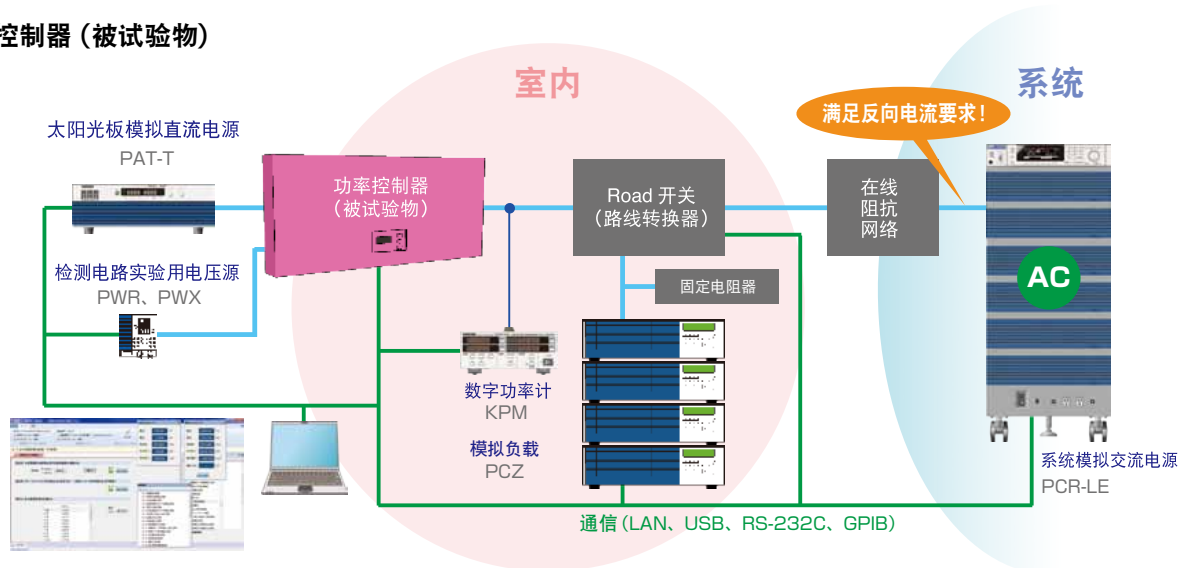 控制器（被试验物）
室内
系统
满足反向电流要求！
太阳光板模拟直流电源
PAT-T
功率控制器
（被试验物）
Road 开关
（路线转换器）
在线
阻抗
网络
AC
检测电路实验用电压源
PWR、PWX
固定电阻器
数字功率计
KPM
模拟负载
PCZ
系统模拟交流电源
PCR-LE
通信（LAN、USB、RS-232C、GPIB）